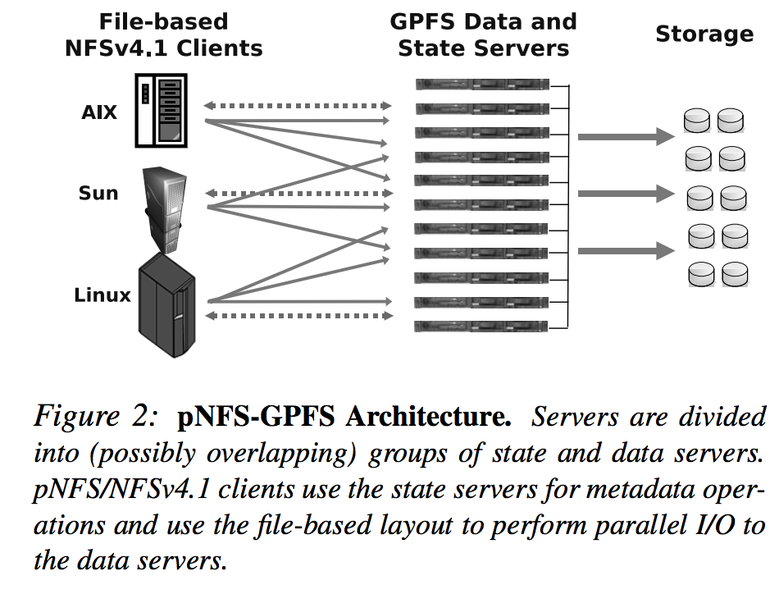 File-based
NFSv4.1 Clients
GPFS Data and
State Servers
Storage
AIX
Sun
Linux
Figure 2: pNFS-GPFS Architecture. Servers are divided
into (possibly overlapping) groups of state and data servers.
pNFS/NFSv4.1 clients use the state servers for metadata oper-
ations and use the file-based layout to perform parallel I/O to
the data servers.